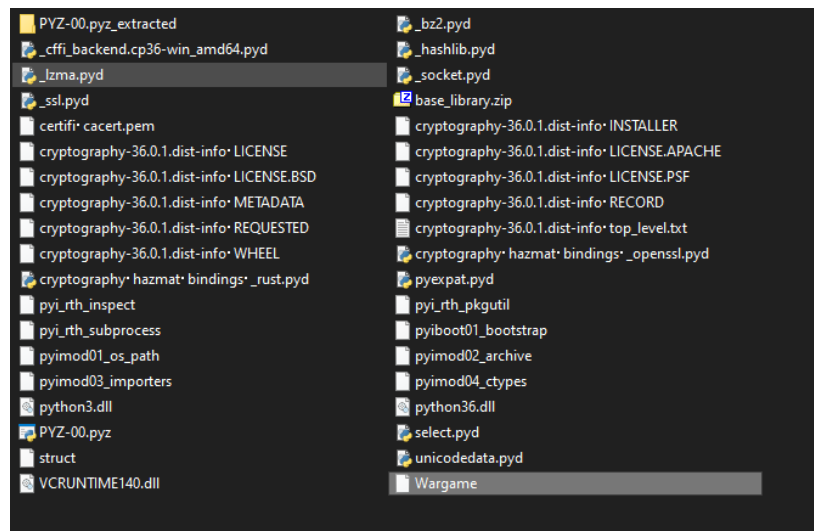 PYZ-00.pyz_extracted
_bz2.pyd
_cffi_backend.cp36-win_amd64.pyd
_hashlib.pyd
_lzma.pyd
_socket.pyd
_ssl.pyd
base_library.zip
certifi· cacert.pem
cryptography-36.0.1.dist-info· INSTALLER
cryptography-36.0.1.dist-info· LICENSE
cryptography-36.0.1.dist-info· LICENSE.APACHE
cryptography-36.0.1.dist-info· LICENSE.BSD
cryptography-36.0.1.dist-info· LICENSE.PSF
cryptography-36.0.1.dist-info· METADATA
cryptography-36.0.1.dist-info· RECORD
cryptography-36.0.1.dist-info· REQUESTED
cryptography-36.0.1.dist-info· top_level.txt
cryptography-36.0.1.dist-info· WHEEL
cryptography· hazmat· bindings· _openssl.pyd
cryptography· hazmat· bindings· _rust.pyd
pyexpat.pyd
pyi_rth_inspect
pyi_rth_pkgutil
pyi_rth_subprocess
pyiboot01_bootstrap
pyimod01_os_path
pyimod02_archive
pyimod03_importers
pyimod04_ctypes
python3.dll
python36.dll
PYZ-00.pyz
select.pyd
struct
unicodedata.pyd
VCRUNTIME140.dll
Wargame